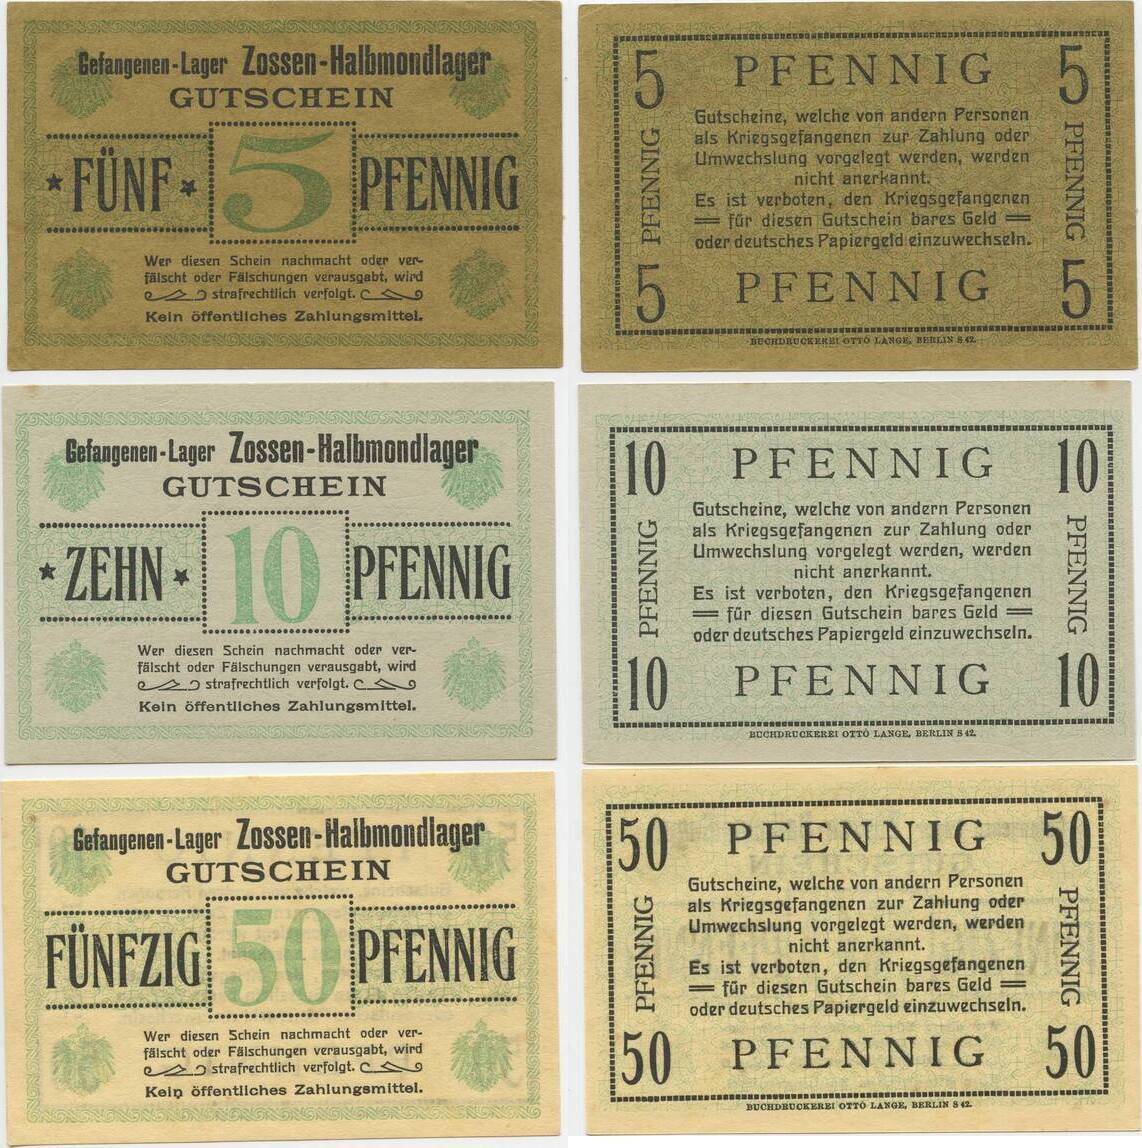 Gefangenen-Lager Zossen-Halbmondlager
GUTSCHEIN
FÜNF 5 PFENNIG
Wer diesen Schein nachmacht oder ver-
fälscht oder Fälschungen verausgabt, wird
strafrechtlich verfolgt.
Kein öffentliches Zahlungsmittel.
5 PFENNIG 5
Gutscheine, welche von andern Personen
als Kriegsgefangenen zur Zahlung oder
Umwechslung vorgelegt werden, werden
nicht anerkannt.
Es ist verboten, den Kriegsgefangenen
für diesen Gutschein bares Geld
oder deutsches Papiergeld einzuwechseln.
PFENNIG
PFENNIG
5 PFENNIG 5
BUCHDRUCKEREI OTTO LANGE, BERLIN S 42.
Gefangenen-Lager Zossen-Halbmondlager
GUTSCHEIN
ZEHN 10 PFENNIG
Wer diesen Schein nachmacht oder ver-
fälscht oder Fälschungen verausgabt, wird
strafrechtlich verfolgt.
Kein öffentliches Zahlungsmittel.
10 PFENNIG 10
Gutscheine, welche von andern Personen
als Kriegsgefangenen zur Zahlung oder
Umwechslung vorgelegt werden, werden
nicht anerkannt.
Es ist verboten, den Kriegsgefangenen
für diesen Gutschein bares Geld
oder deutsches Papiergeld einzuwechseln.
PFENNIG
PFENNIG
10 PFENNIG 10
BUCHDRUCKEREI OTTO LANGE, BERLIN S 42.
Gefangenen-Lager Zossen-Halbmondlager
GUTSCHEIN
FÜNFZIG 50 PFENNIG
Wer diesen Schein nachmacht oder ver-
fälscht oder Fälschungen verausgabt, wird
strafrechtlich verfolgt.
Kein öffentliches Zahlungsmittel.
50 PFENNIG 50
Gutscheine, welche von andern Personen
als Kriegsgefangenen zur Zahlung oder
Umwechslung vorgelegt werden, werden
nicht anerkannt.
Es ist verboten, den Kriegsgefangenen
für diesen Gutschein bares Geld
oder deutsches Papiergeld einzuwechseln.
PFENNIG
PFENNIG
50 PFENNIG 50
BUCHDRUCKEREI OTTO LANGE, BERLIN S 42.